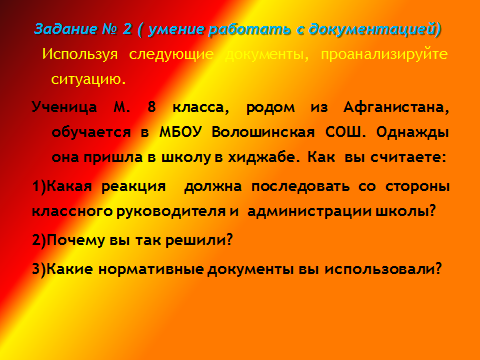 Задание № 2 ( умение работать с документацией)
Используя следующие документы, проанализируйте
ситуацию.
Ученица М. 8 класса, родом из Афганистана,
обучается в МБОУ Волошинская СОШ. Однажды
она пришла в школу в хиджабе. Как вы считаете:
1)Какая реакция должна последовать со стороны
классного руководителя и администрации школы?
2)Почему вы так решили?
3)Какие нормативные документы вы использовали?